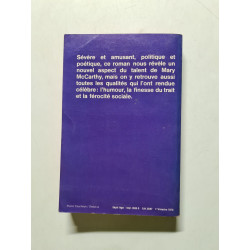 Sévère et amusant, politique et
poétique, ce roman nous révèle un
nouvel aspect du talent de Mary
McCarthy, mais on y retrouve aussi
toutes les qualités qui l'ont rendue
célèbre : l'humour, la finesse du trait
et la férocité sociale.